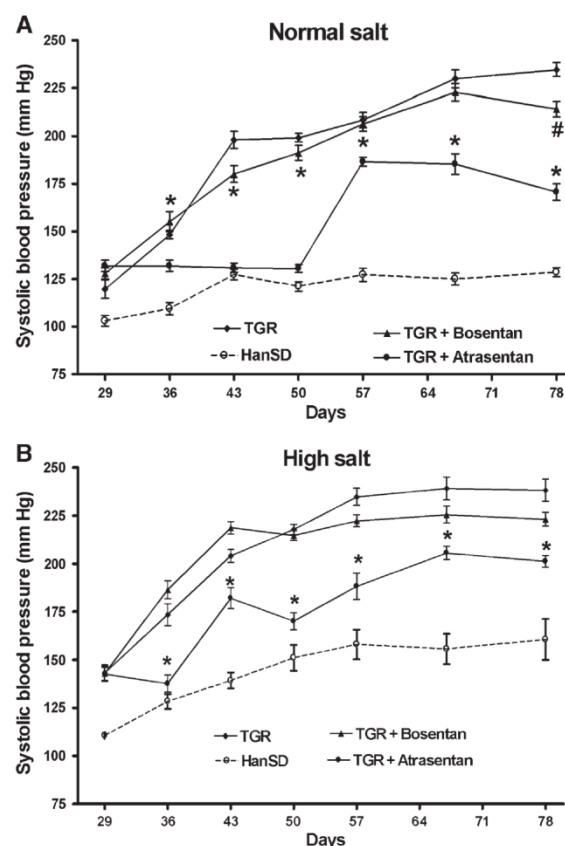 A
Normal salt
Systolic blood pressure (mm Hg)
250
225
200
175
150
125
100
75
* * * * * * *
#
TGR
TGR + Bosentan
HanSD
TGR + Atrasentan
29 36 43 50 57 64 71 78
Days
B
High salt
Systolic blood pressure (mm Hg)
250
225
200
175
150
125
100
75
* * * * * *
TGR
TGR + Bosentan
HanSD
TGR + Atrasentan
29 36 43 50 57 64 71 78
Days